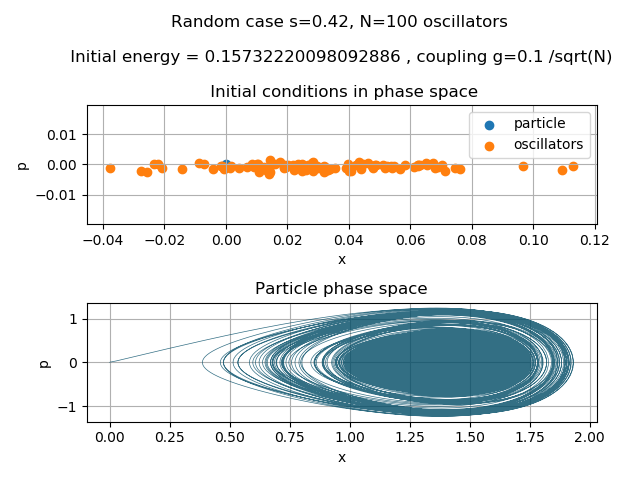 Random case s=0.42, N=100 oscillators
Initial energy = 0.15732220098092886 , coupling g=0.1 /sqrt(N)
Initial conditions in phase space
particle
oscillators
0.01
0.00
−0.01
p
−0.04 −0.02 0.00 0.02 0.04 0.06 0.08 0.10 0.12
x
Particle phase space
1
0
−1
p
0.00 0.25 0.50 0.75 1.00 1.25 1.50 1.75 2.00
x